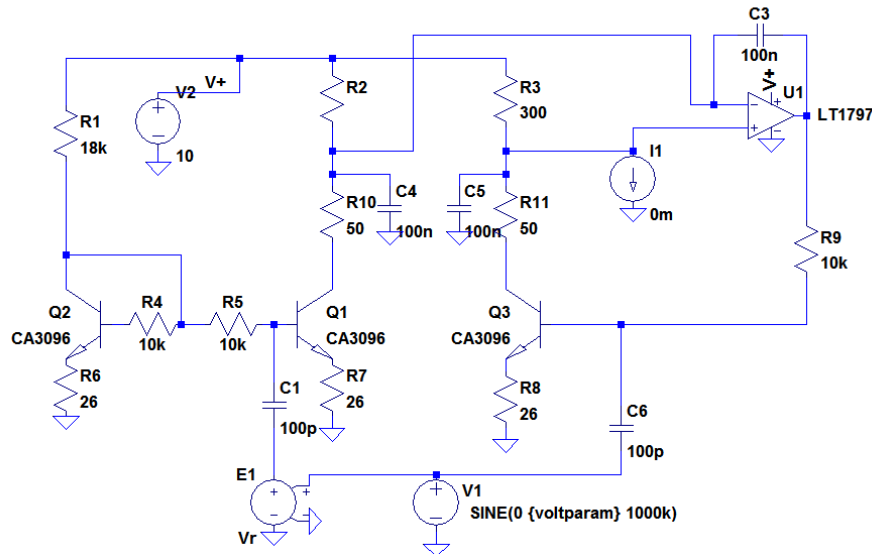 C3
100n
V+
V+
R2
R3
300
U1
LT1797
V2
R1
18k
10
I1
0m
R10
50
C4
100n
C5
100n
R11
50
R9
10k
Q2
CA3096
R4
10k
R5
10k
Q1
CA3096
Q3
CA3096
R6
26
C1
100p
R7
26
R8
26
C6
100p
E1
Vr
V1
SINE(0 {voltparam} 1000k)